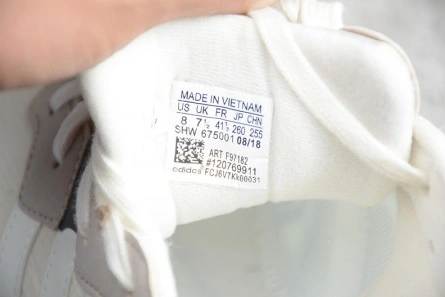 MADE IN VIETNAM
US UK FR JP CHN
8 7½ 41⅓ 260 255
SHW 675001 08/18
ART F97182
#120769911
adidas FCJ6V7KK00031